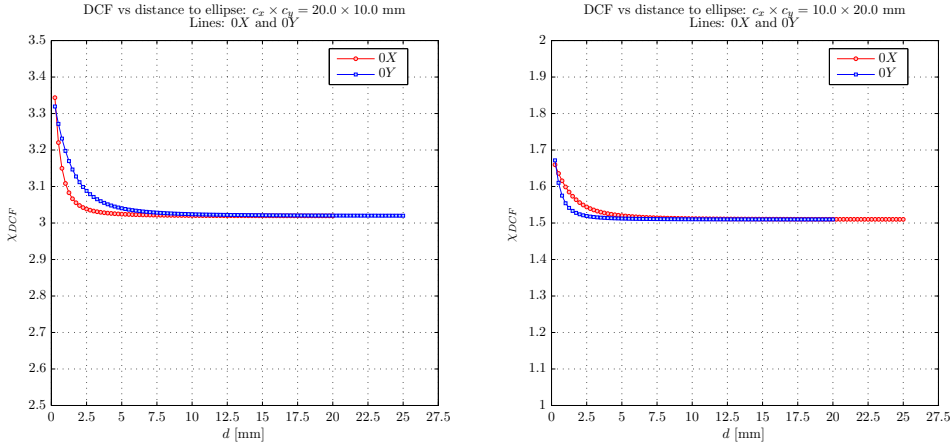 DCF vs distance to ellipse: c_x × c_y = 20.0 × 10.0 mm
Lines: 0X and 0Y
3.5
3.4
3.3
3.2
3.1
3
2.9
2.8
2.7
2.6
2.5
χ_DCF
0 2.5 5 7.5 10 12.5 15 17.5 20 22.5 25 27.5
d [mm]
0X
0Y
DCF vs distance to ellipse: c_x × c_y = 10.0 × 20.0 mm
Lines: 0X and 0Y
2
1.9
1.8
1.7
1.6
1.5
1.4
1.3
1.2
1.1
1
χ_DCF
0 2.5 5 7.5 10 12.5 15 17.5 20 22.5 25 27.5
d [mm]
0X
0Y